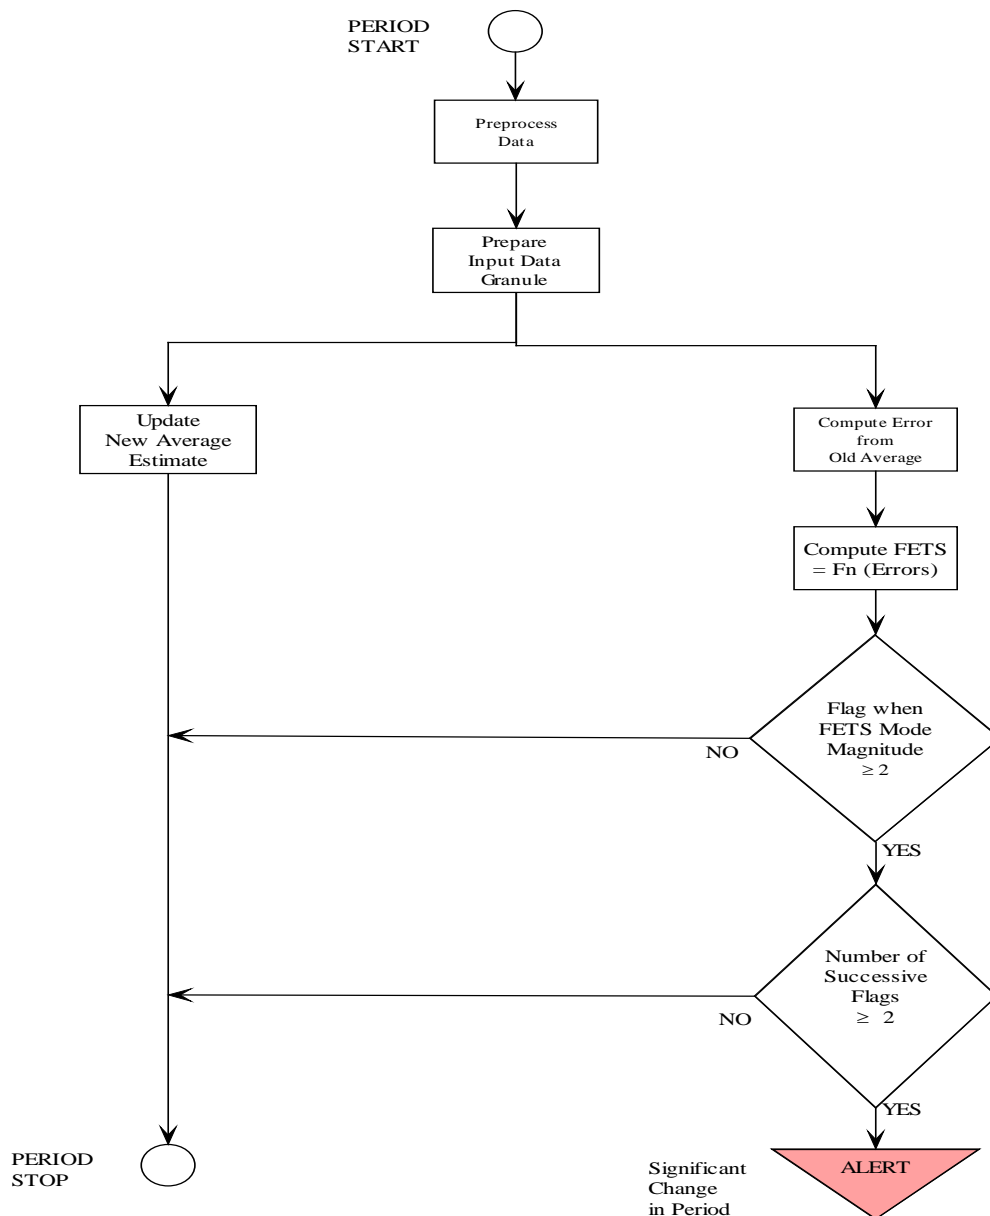 PERIOD
START
Preprocess
Data
Prepare
Input Data
Granule
Update
New Average
Estimate
Compute Error
from
Old Average
Compute FETS
= Fn (Errors)
Flag when
FETS Mode
Magnitude
≥ 2
NO
YES
Number of
Successive
Flags
≥ 2
NO
YES
PERIOD
STOP
Significant
Change
in Period
ALERT